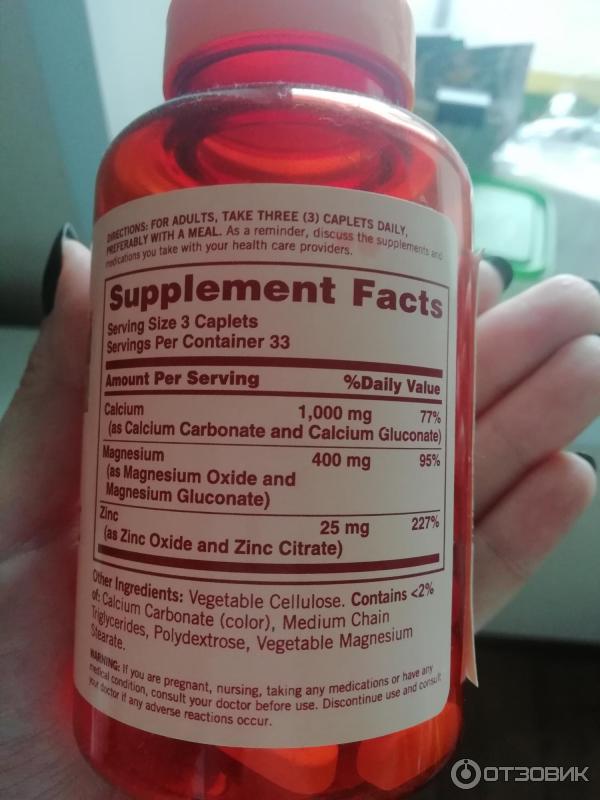 DIRECTIONS: FOR ADULTS, TAKE THREE (3) CAPLETS DAILY,
PREFERABLY WITH A MEAL. As a reminder, discuss the supplements and
medications you take with your health care providers.
Supplement Facts
Serving Size 3 Caplets
Servings Per Container 33
Amount Per Serving %Daily Value
Calcium 1,000 mg 77%
(as Calcium Carbonate and Calcium Gluconate)
Magnesium 400 mg 95%
(as Magnesium Oxide and
Magnesium Gluconate)
Zinc 25 mg 227%
(as Zinc Oxide and Zinc Citrate)
Other Ingredients: Vegetable Cellulose. Contains <2%
of: Calcium Carbonate (color), Medium Chain
Triglycerides, Polydextrose, Vegetable Magnesium
Stearate.
WARNING: If you are pregnant, nursing, taking any medications or have any
medical condition, consult your doctor before use. Discontinue use and consult
your doctor if any adverse reactions occur.
ОТЗОВИК